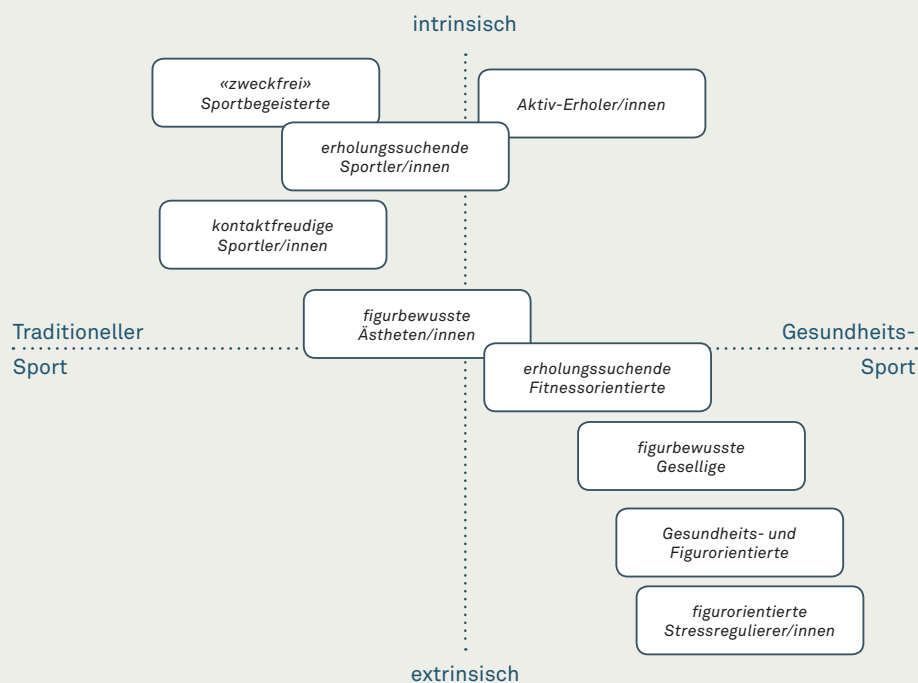 intrinsisch
«zweckfrei»
Sportbegeisterte
Aktiv-Erholer/innen
erholungssuchende
Sportler/innen
kontaktfreudige
Sportler/innen
figurbewusste
Ästheten/innen
Traditioneller
Sport
Gesundheits-
Sport
erholungssuchende
Fitnessorientierte
figurbewusste
Gesellige
Gesundheits- und
Figurorientierte
figurorientierte
Stressregulierer/innen
extrinsisch